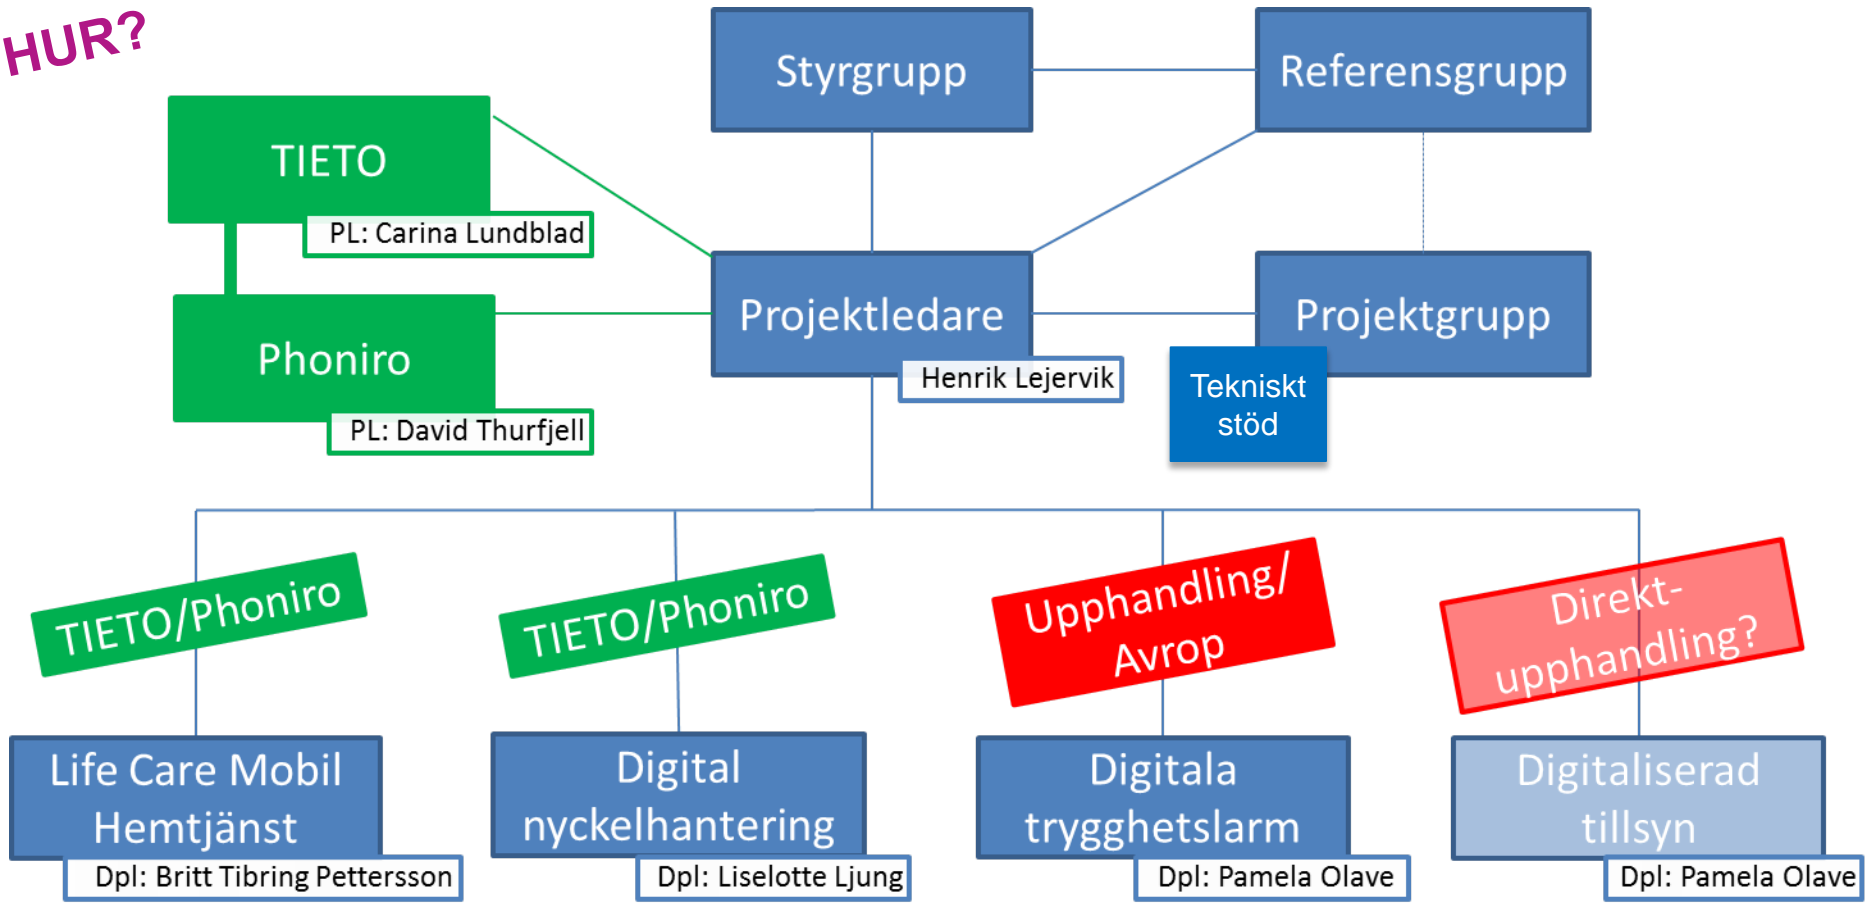 HUR?
Styrgrupp
Referensgrupp
TIETO
PL: Carina Lundblad
Projektledare
Henrik Lejervik
Projektgrupp
Tekniskt
stöd
Phoniro
PL: David Thurfjell
TIETO/Phoniro
TIETO/Phoniro
Upphandling/
Avrop
Direkt-
upphandling?
Life Care Mobil
Hemtjänst
Dpl: Britt Tibring Pettersson
Digital
nyckelhantering
Dpl: Liselotte Ljung
Digitala
trygghetslarm
Dpl: Pamela Olave
Digitaliserad
tillsyn
Dpl: Pamela Olave